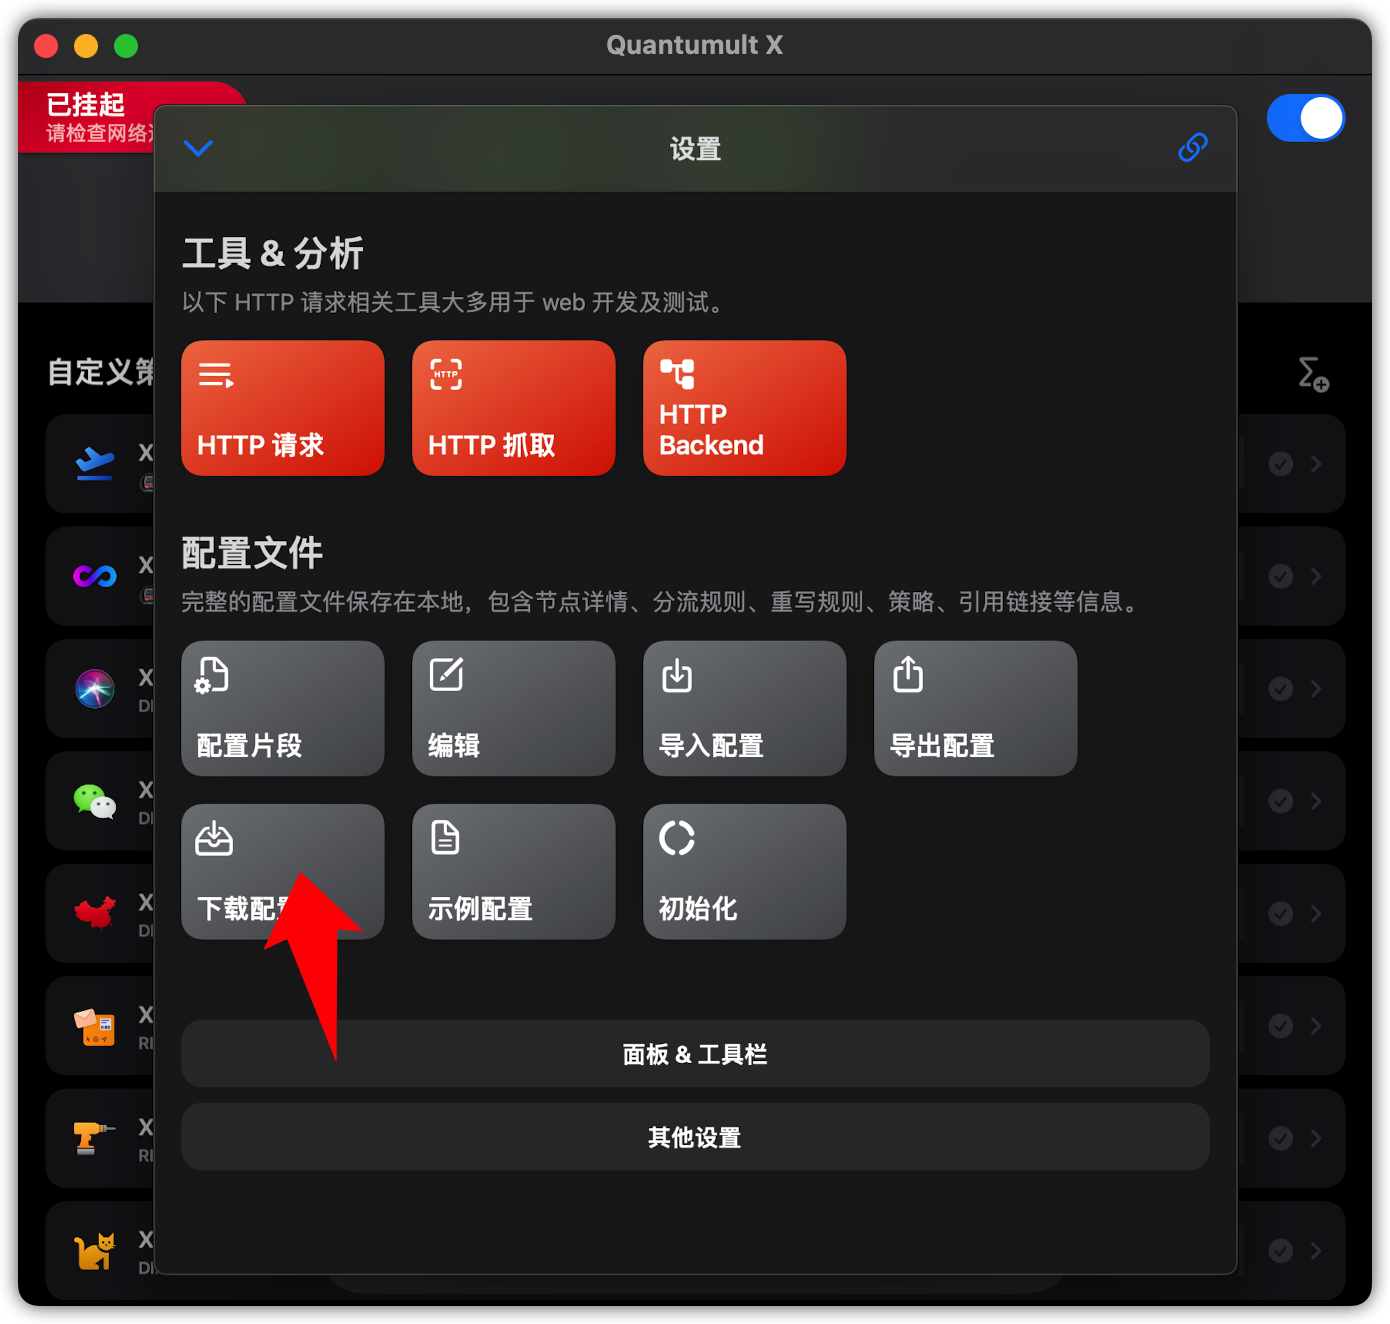 Quantumult X
已挂起
请检查网络
设置
工具 & 分析
以下 HTTP 请求相关工具大多用于 web 开发及测试。
HTTP 请求
HTTP
HTTP 抓取
HTTP
Backend
自定义策
配置文件
完整的配置文件保存在本地，包含节点详情、分流规则、重写规则、策略、引用链接等信息。
配置片段
编辑
导入配置
导出配置
下载配
示例配置
初始化
面板 & 工具栏
其他设置
X
X
X
DI
X
DI
X
DI
X
RI
X
RI
X
DI